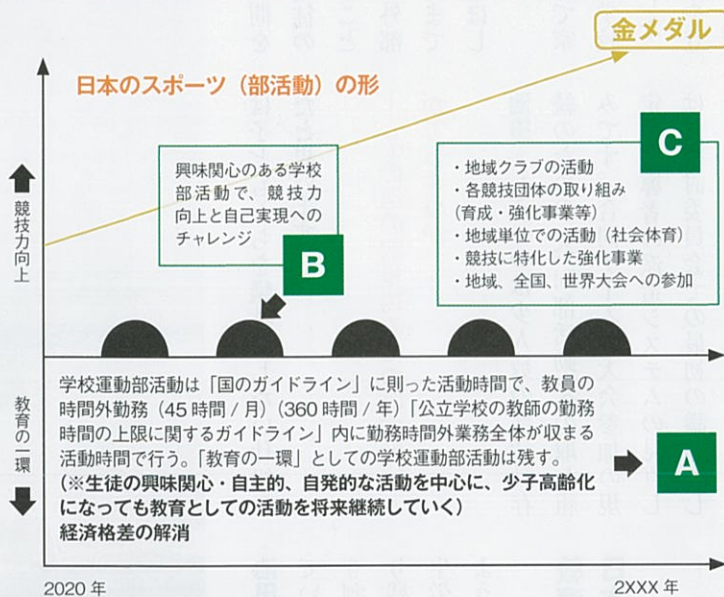 金メダル
日本のスポーツ（部活動）の形
競技力向上
興味関心のある学校
部活動で、競技力
向上と自己実現への
チャレンジ
B
C
・地域クラブの活動
・各競技団体の取り組み
（育成・強化事業等）
・地域単位での活動（社会体育）
・競技に特化した強化事業
・地域、全国、世界大会への参加
教育の一環
学校運動部活動は「国のガイドライン」に則った活動時間で、教員の
時間外勤務（45時間 / 月）（360時間 / 年）「公立学校の教師の勤務
時間の上限に関するガイドライン」内に勤務時間外業務全体が収まる
活動時間で行う。「教育の一環」としての学校運動部活動は残す。
（※生徒の興味関心・自主的、自発的な活動を中心に、少子高齢化
になっても教育としての活動を将来継続していく）
経済格差の解消
A
2020 年
2XXX 年